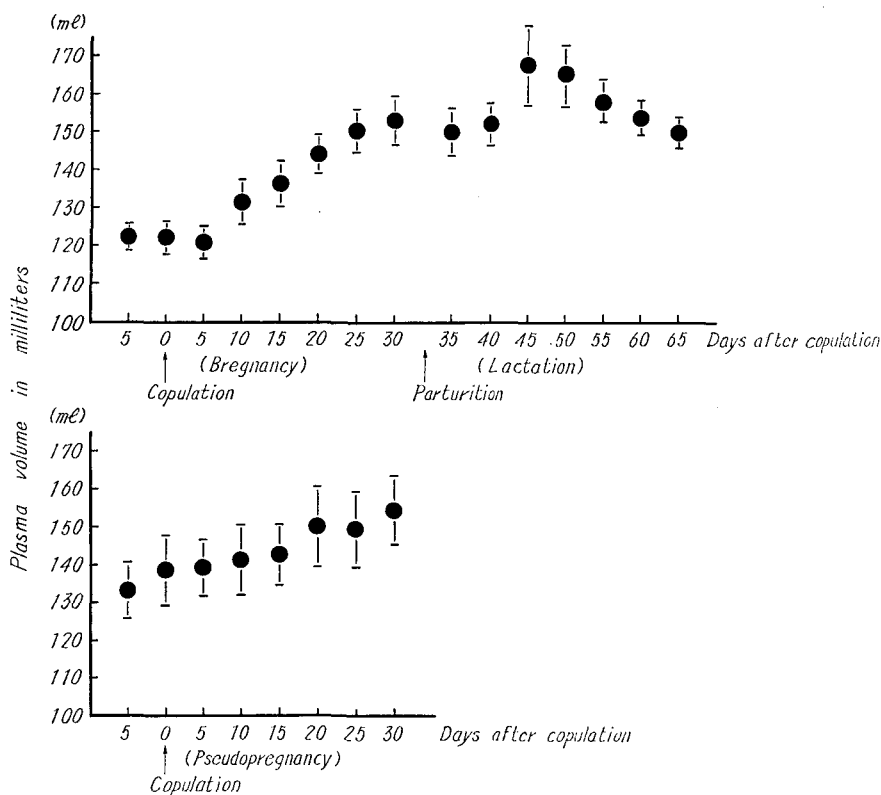 (ml)
170
160
150
140
130
120
110
100
5 0 5 10 15 20 25 30 35 40 45 50 55 60 65 Days after copulation
(Bregnancy) (Lactation)
Copulation Parturition
Plasma volume in milliliters
(ml)
170
160
150
140
130
120
110
100
5 0 5 10 15 20 25 30 Days after copulation
(Pseudopregnancy)
Copulation